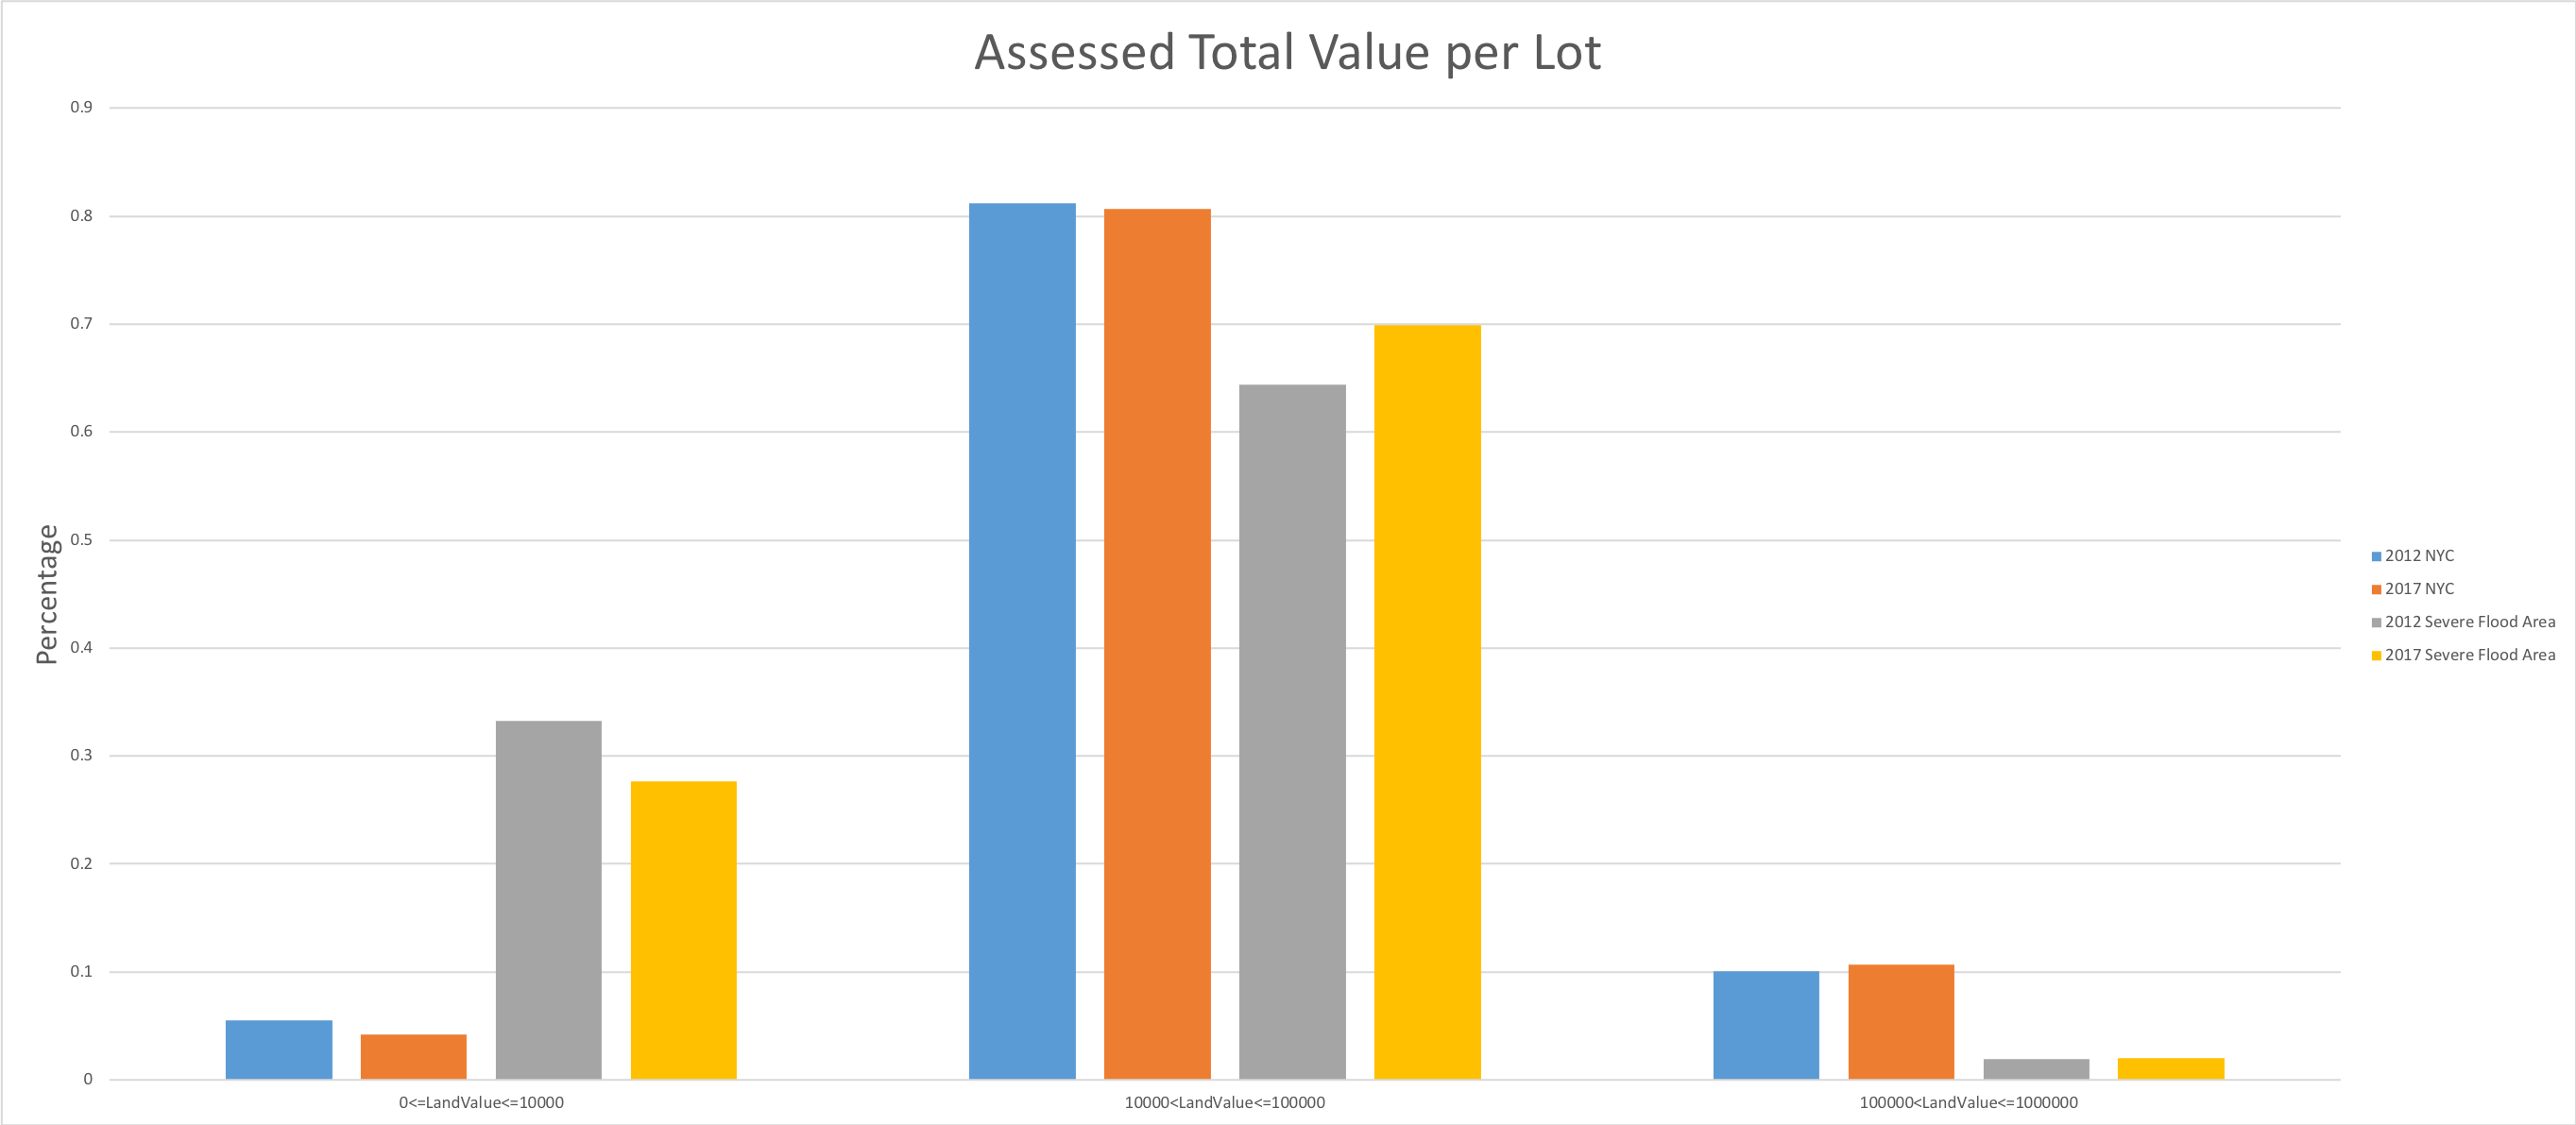 Assessed Total Value per Lot
Percentage
0.9
0.8
0.7
0.6
0.5
0.4
0.3
0.2
0.1
0
0<=LandValue<=10000
10000<LandValue<=100000
100000<LandValue<=1000000
2012 NYC
2017 NYC
2012 Severe Flood Area
2017 Severe Flood Area